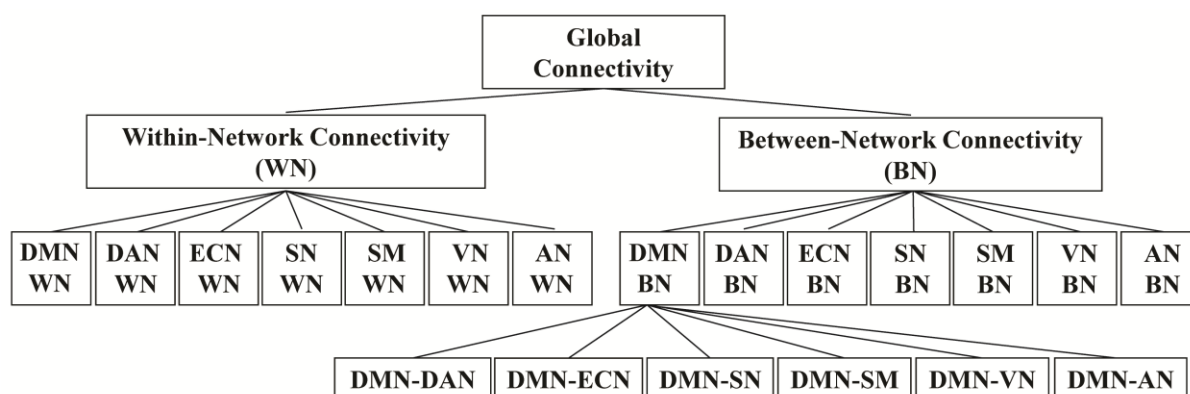 Global
Connectivity
Within-Network Connectivity
(WN)
Between-Network Connectivity
(BN)
DMN
WN
DAN
WN
ECN
WN
SN
WN
SM
WN
VN
WN
AN
WN
DMN
BN
DAN
BN
ECN
BN
SN
BN
SM
BN
VN
BN
AN
BN
DMN-DAN
DMN-ECN
DMN-SN
DMN-SM
DMN-VN
DMN-AN